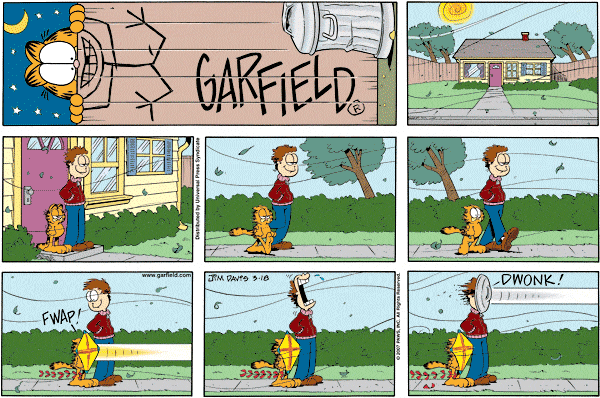 GARFIELD
®
Distributed by Universal Press Syndicate
www.garfield.com
FWAP!
JIM DAVIS 3-18
© 2007 PAWS, INC. All Rights Reserved.
DWONK!